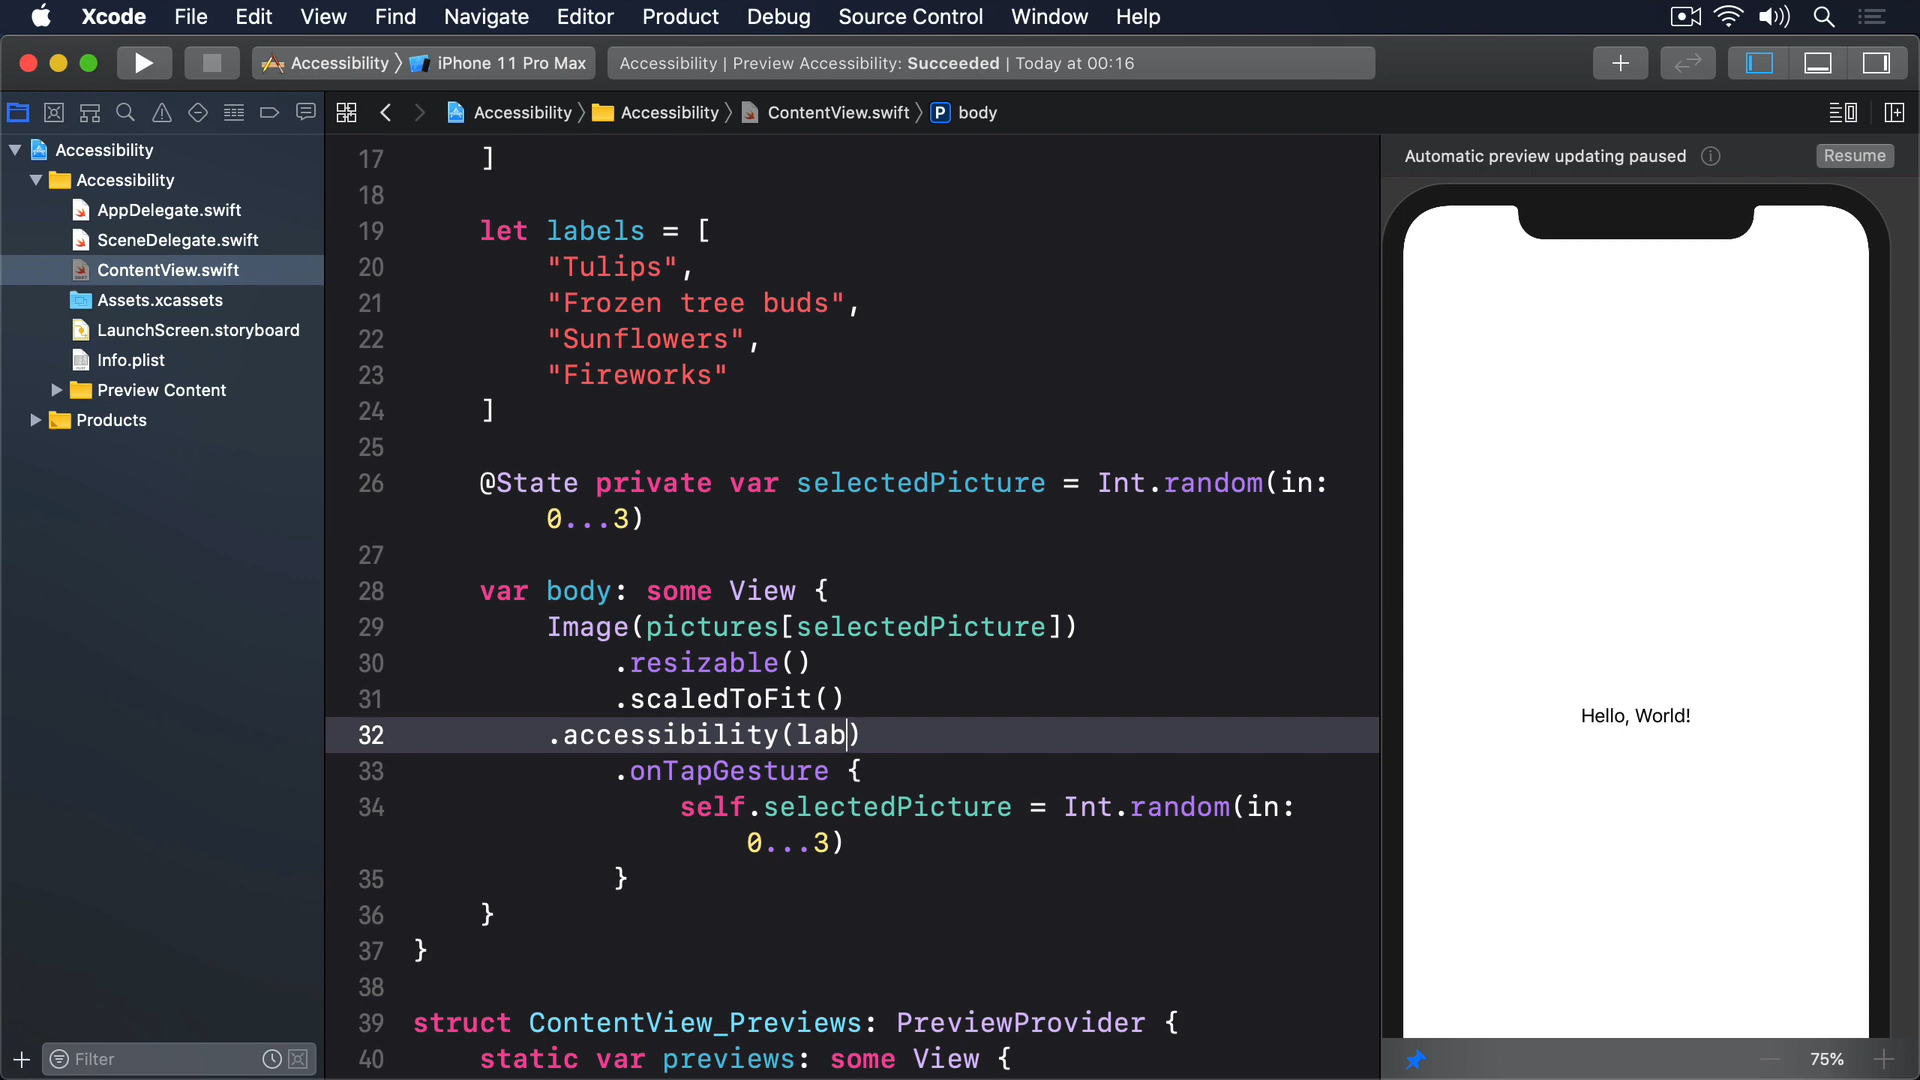 Xcode File Edit View Find Navigate Editor Product Debug Source Control Window Help
Accessibility iPhone 11 Pro Max
Accessibility | Preview Accessibility: Succeeded | Today at 00:16
Accessibility Accessibility ContentView.swift P body
Accessibility
Accessibility
AppDelegate.swift
SceneDelegate.swift
ContentView.swift
Assets.xcassets
LaunchScreen.storyboard
Info.plist
Preview Content
Products
Filter
17 ]
18
19 let labels = [
20 "Tulips",
21 "Frozen tree buds",
22 "Sunflowers",
23 "Fireworks"
24 ]
25
26 @State private var selectedPicture = Int.random(in:
0...3)
27
28 var body: some View {
29 Image(pictures[selectedPicture])
30 .resizable()
31 .scaledToFit()
32 .accessibility(lab)
33 .onTapGesture {
34 self.selectedPicture = Int.random(in:
0...3)
35 }
36 }
37 }
38
39 struct ContentView_Previews: PreviewProvider {
40 static var previews: some View {
Automatic preview updating paused
Resume
Hello, World!
75%